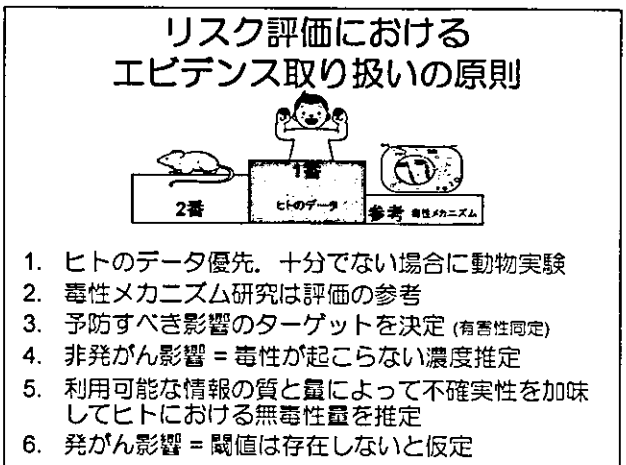 リスク評価における
エビデンス取り扱いの原則
1番
2番
ヒトのデータ
参考 毒性メカニズム
1. ヒトのデータ優先．十分でない場合に動物実験
2. 毒性メカニズム研究は評価の参考
3. 予防すべき影響のターゲットを決定 (有害性同定)
4. 非発がん影響 = 毒性が起こらない濃度推定
5. 利用可能な情報の質と量によって不確実性を加味
してヒトにおける無毒性量を推定
6. 発がん影響 = 閾値は存在しないと仮定